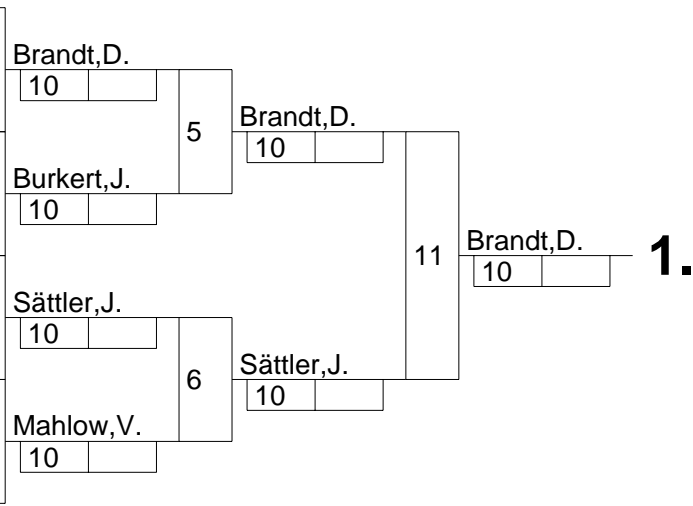 Brandt,D.
10
5
Brandt,D.
10
Burkert,J.
10
11
Brandt,D.
10
1.
Sättler,J.
10
6
Sättler,J.
10
Mahlow,V.
10